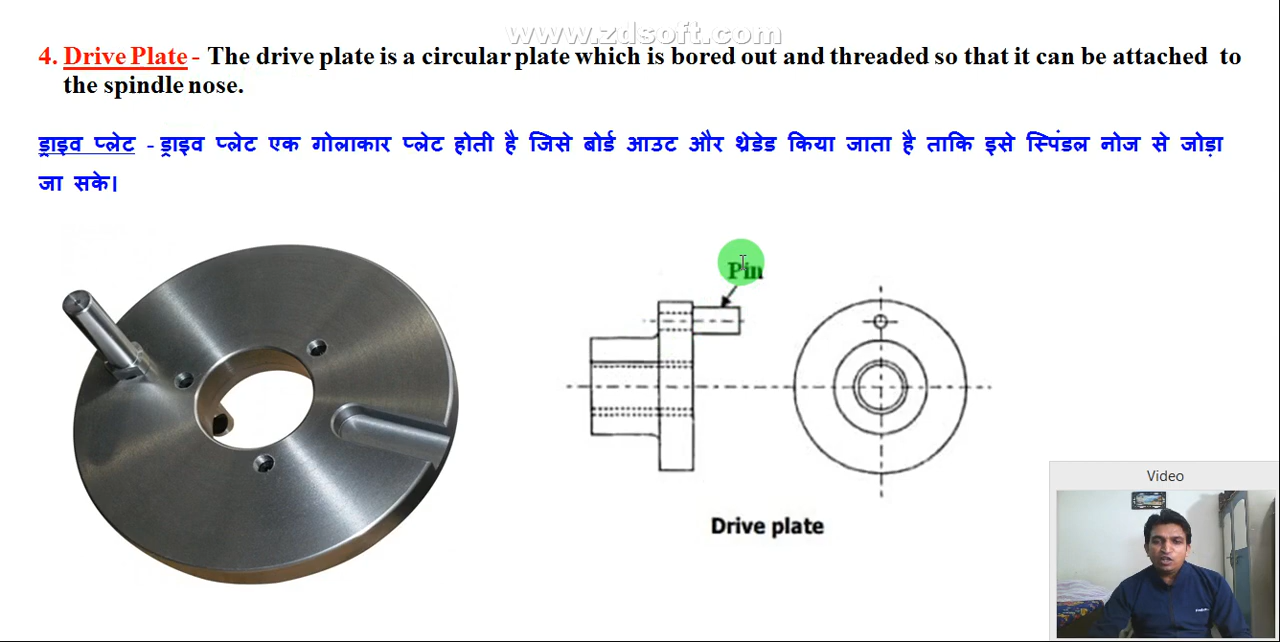 www.zdsoft.com
4. Drive Plate - The drive plate is a circular plate which is bored out and threaded so that it can be attached to
the spindle nose.
ड्राइव प्लेट - ड्राइव प्लेट एक गोलाकार प्लेट होती है जिसे बोर्ड आउट और थ्रेडेड किया जाता है ताकि इसे स्पिंडल नोज से जोड़ा
जा सके।
Pin
Drive plate
Video